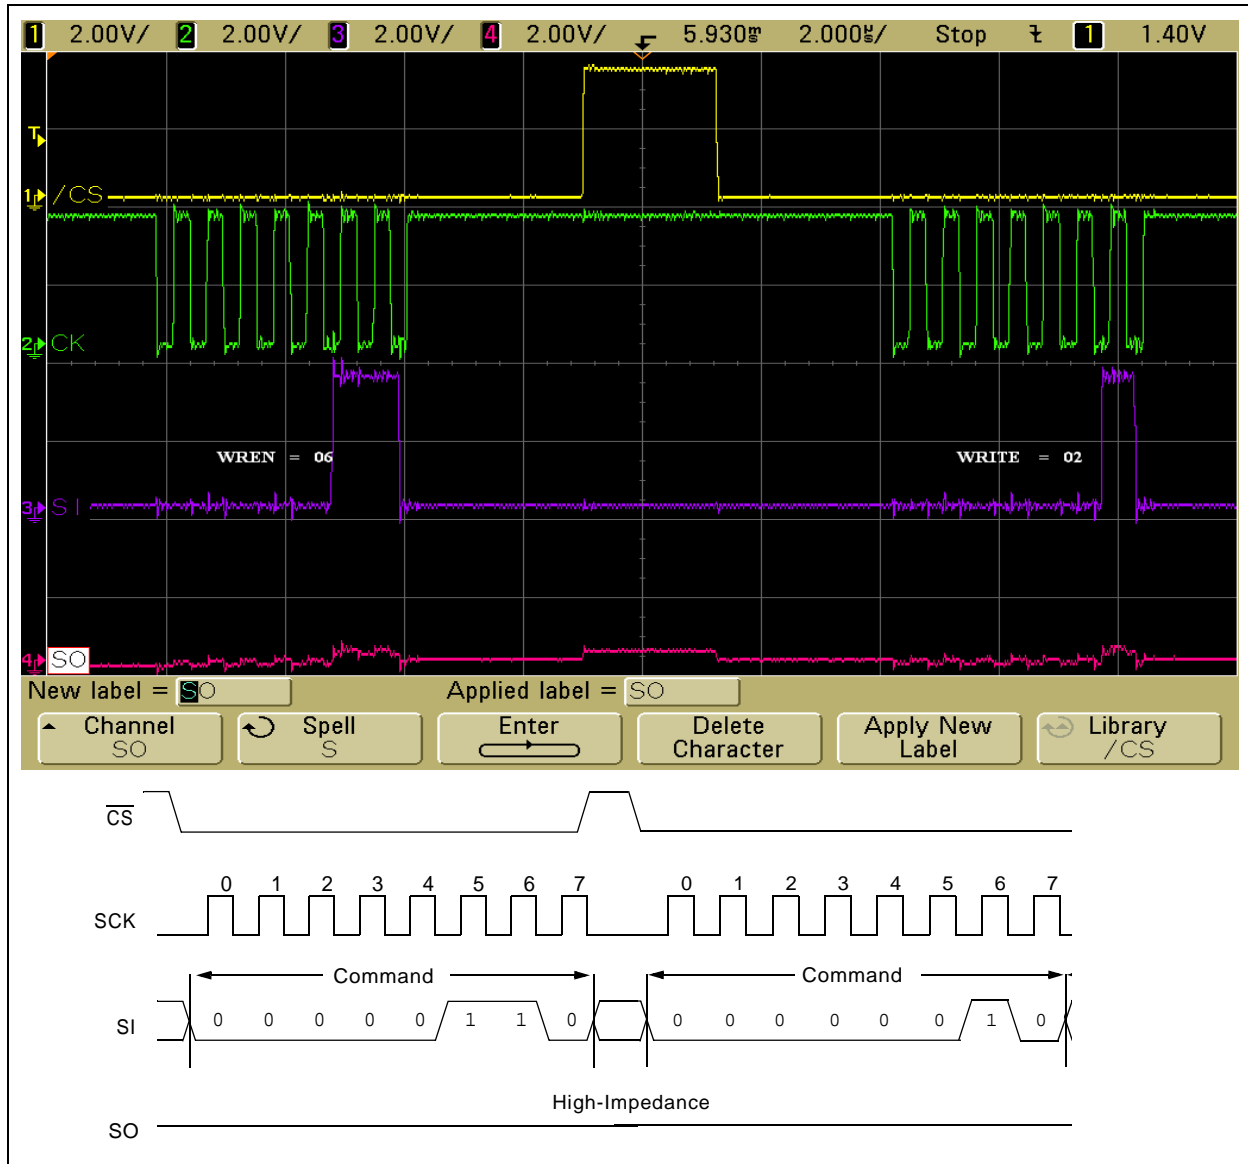 1 2.00V/ 2 2.00V/ 3 2.00V/ 4 2.00V/ 5.930ms 2.000µs/ Stop 1 1.40V
T
1 /CS
2 CK
WREN = 06 WRITE = 02
3 SI
4 SO
New label = SO Applied label = SO
Channel Spell Enter Delete Apply New Library
SO S Character Label /CS
CS
0 1 2 3 4 5 6 7 0 1 2 3 4 5 6 7
SCK
Command Command
SI 0 0 0 0 0 1 1 0 0 0 0 0 0 0 1 0
High-Impedance
SO